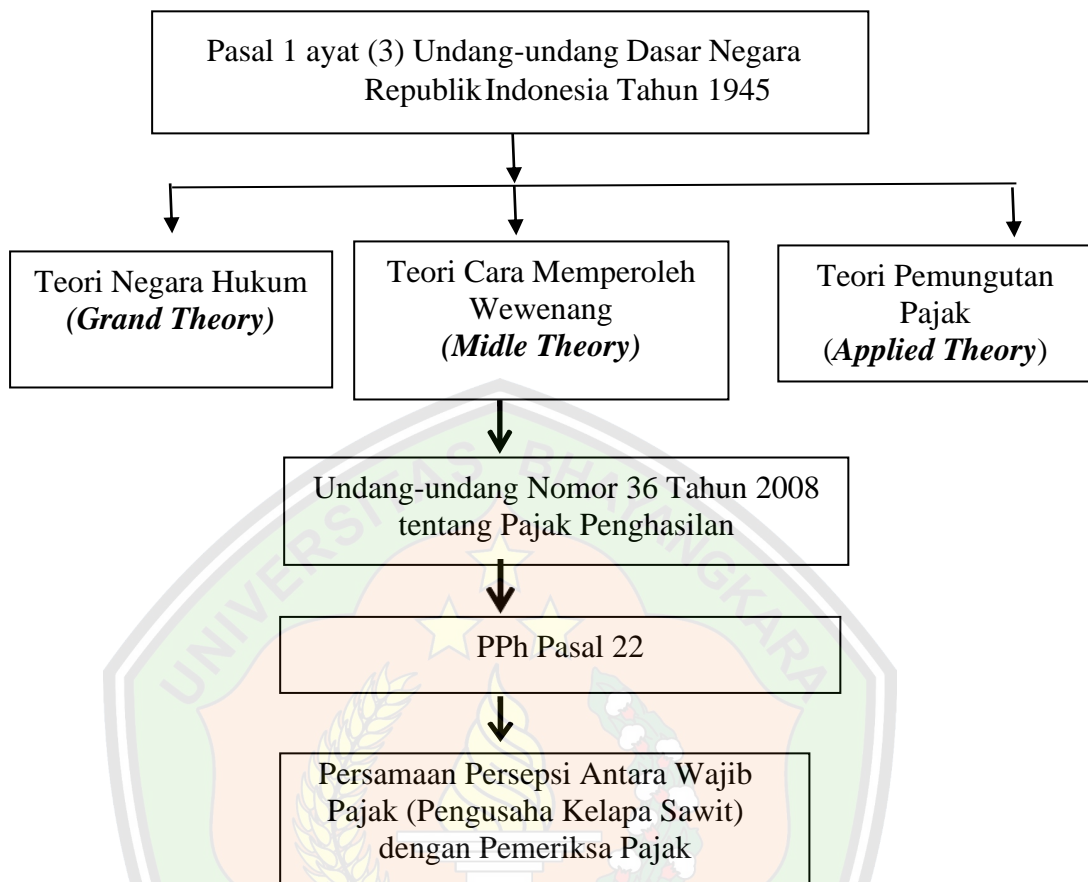 Pasal 1 ayat (3) Undang-undang Dasar Negara
Republik Indonesia Tahun 1945
Teori Negara Hukum
(Grand Theory)
Teori Cara Memperoleh
Wewenang
(Midle Theory)
Teori Pemungutan
Pajak
(Applied Theory)
Undang-undang Nomor 36 Tahun 2008
tentang Pajak Penghasilan
PPh Pasal 22
Persamaan Persepsi Antara Wajib
Pajak (Pengusaha Kelapa Sawit)
dengan Pemeriksa Pajak
UNIVERSITAS BHAYANGKARA